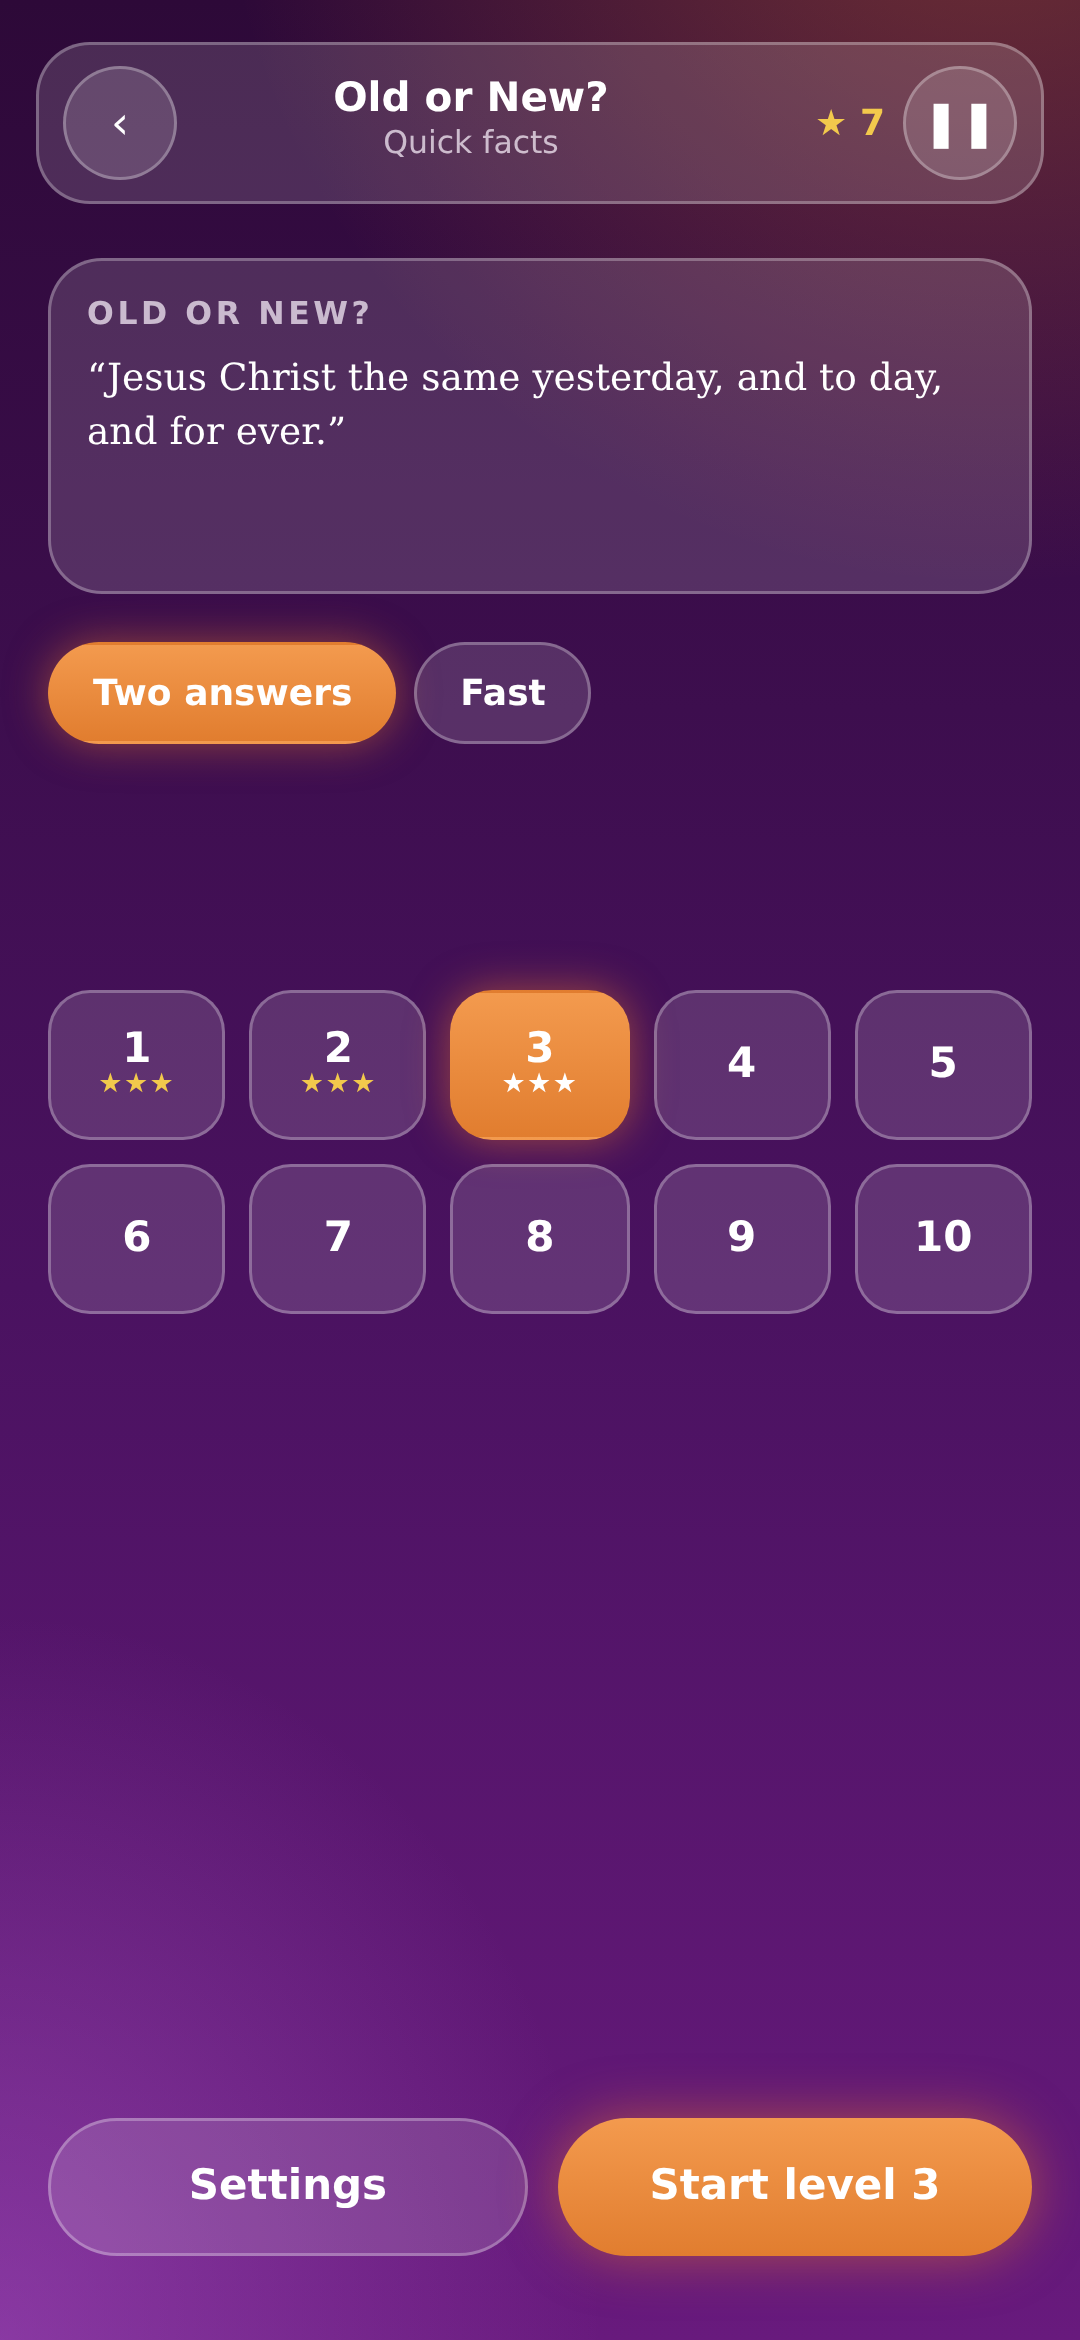 ‹
Old or New?
Quick facts
★ 7
❚❚
OLD OR NEW?
“Jesus Christ the same yesterday, and to day,
and for ever.”
Two answers
Fast
1
★★★
2
★★★
3
★★★
4
5
6
7
8
9
10
Settings
Start level 3